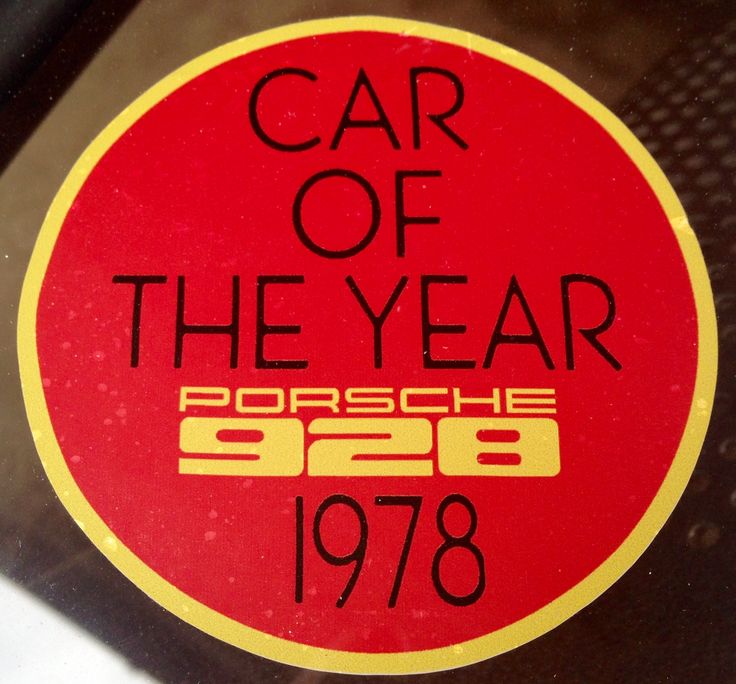 CAR
OF
THE YEAR
PORSCHE
928
1978